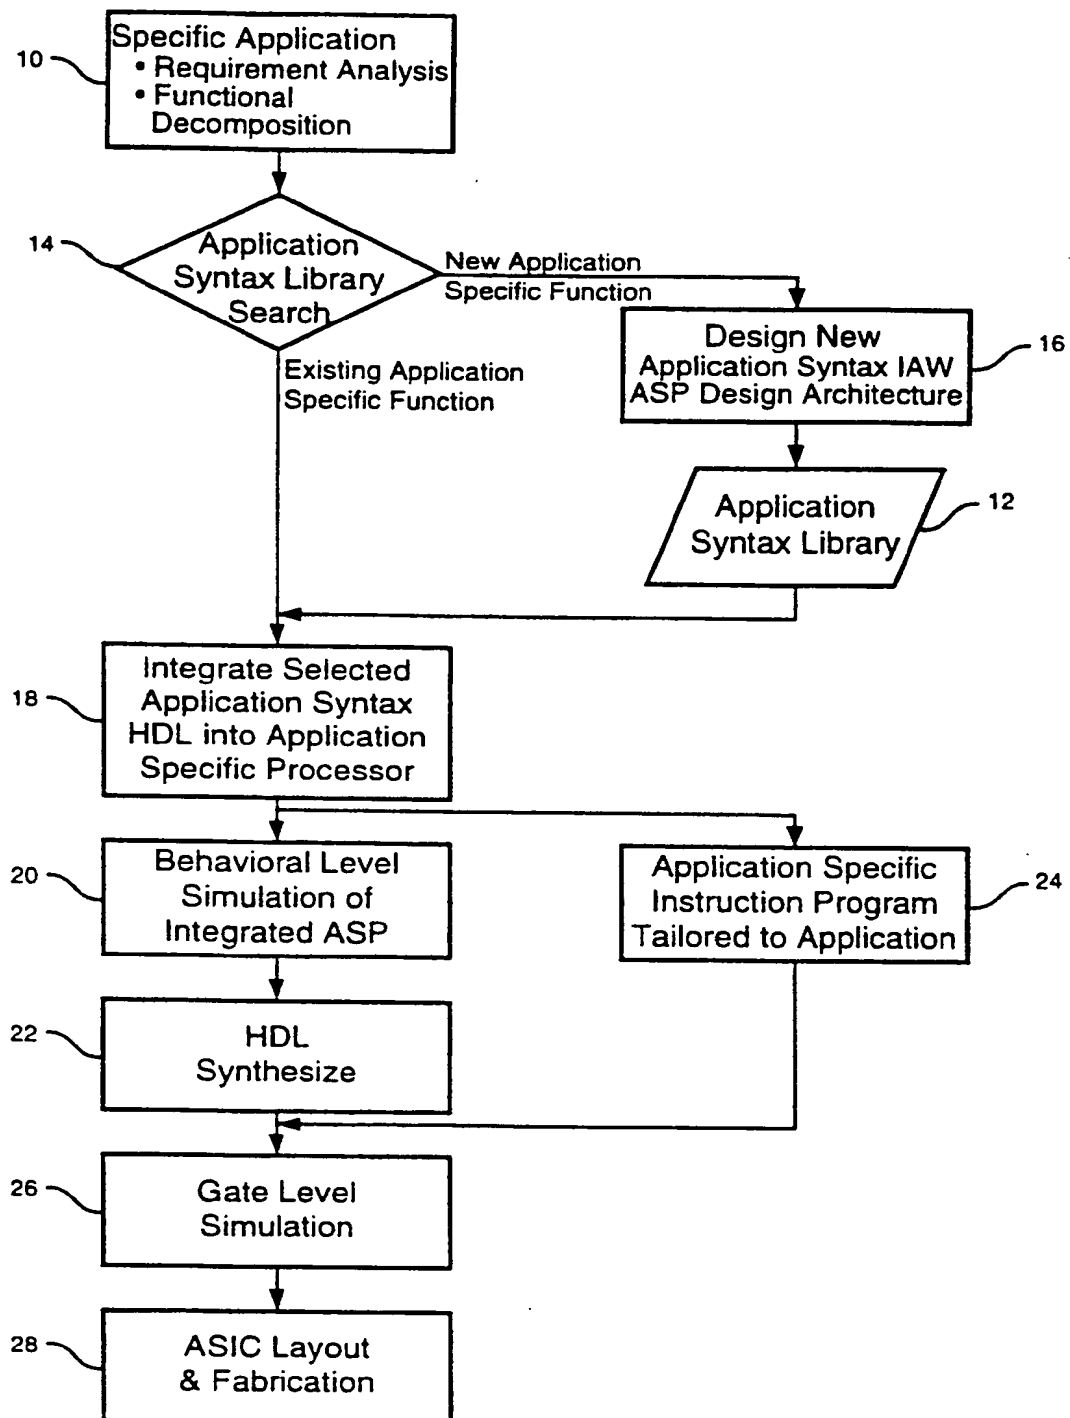 Specific Application
• Requirement Analysis
• Functional
Decomposition
10
Application
Syntax Library
Search
14
New Application
Specific Function
Existing Application
Specific Function
Design New
Application Syntax IAW
ASP Design Architecture
16
Application
Syntax Library
12
Integrate Selected
Application Syntax
HDL into Application
Specific Processor
18
Behavioral Level
Simulation of
Integrated ASP
20
Application Specific
Instruction Program
Tailored to Application
24
HDL
Synthesize
22
Gate Level
Simulation
26
ASIC Layout
& Fabrication
28